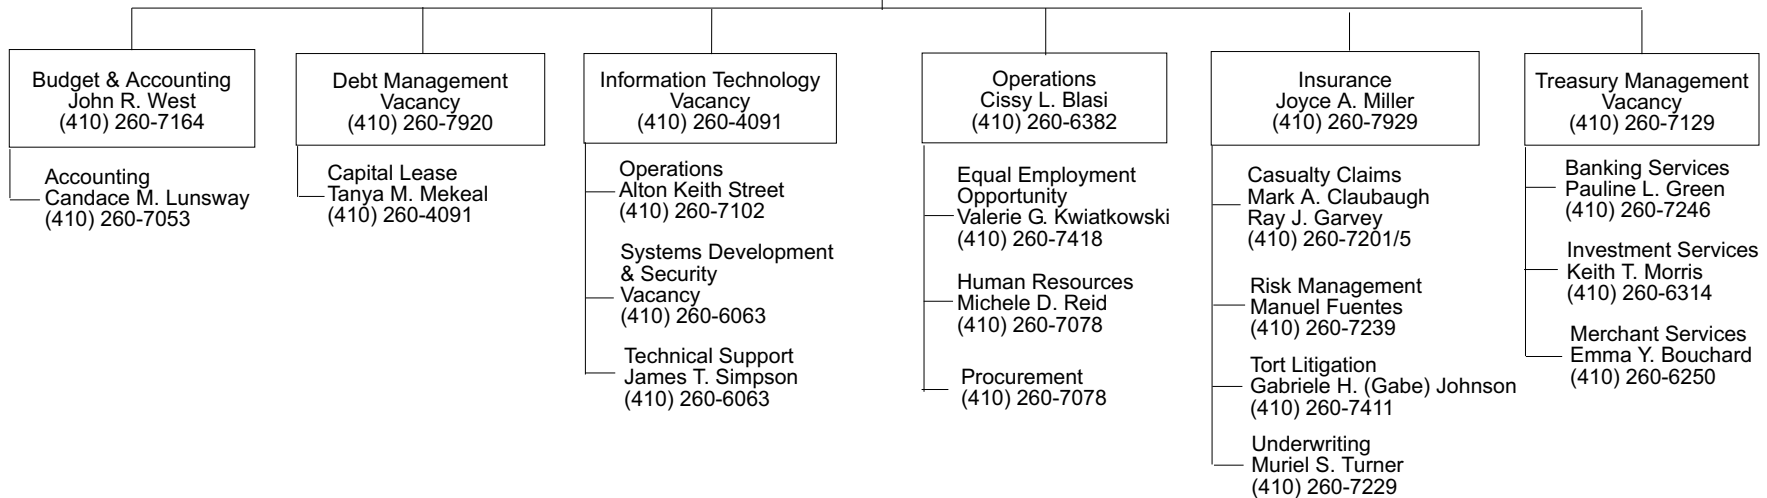 Budget & Accounting
John R. West
(410) 260-7164
Accounting
Candace M. Lunsway
(410) 260-7053
Debt Management
Vacancy
(410) 260-7920
Capital Lease
Tanya M. Mekeal
(410) 260-4091
Information Technology
Vacancy
(410) 260-4091
Operations
Alton Keith Street
(410) 260-7102
Systems Development
& Security
Vacancy
(410) 260-6063
Technical Support
James T. Simpson
(410) 260-6063
Operations
Cissy L. Blasi
(410) 260-6382
Equal Employment
Opportunity
Valerie G. Kwiatkowski
(410) 260-7418
Human Resources
Michele D. Reid
(410) 260-7078
Procurement
(410) 260-7078
Insurance
Joyce A. Miller
(410) 260-7929
Casualty Claims
Mark A. Claubaugh
Ray J. Garvey
(410) 260-7201/5
Risk Management
Manuel Fuentes
(410) 260-7239
Tort Litigation
Gabriele H. (Gabe) Johnson
(410) 260-7411
Underwriting
Muriel S. Turner
(410) 260-7229
Treasury Management
Vacancy
(410) 260-7129
Banking Services
Pauline L. Green
(410) 260-7246
Investment Services
Keith T. Morris
(410) 260-6314
Merchant Services
Emma Y. Bouchard
(410) 260-6250